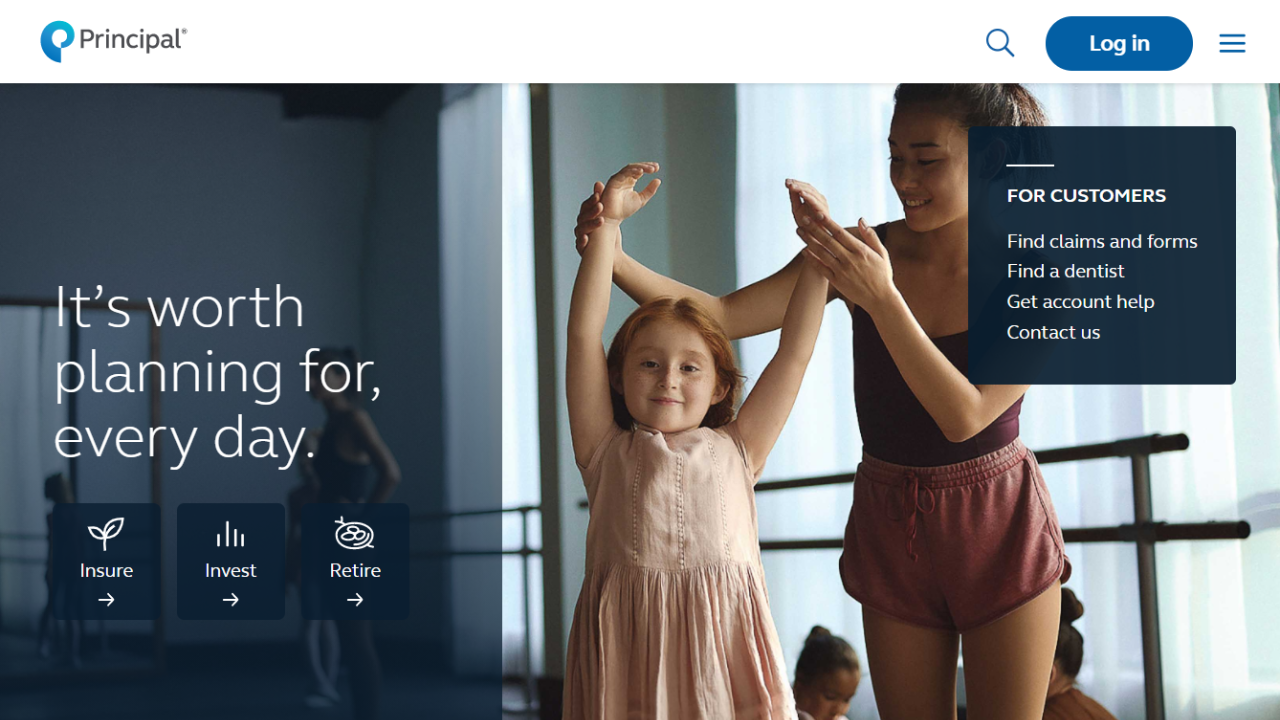 Principal®
Log in
It’s worth
planning for,
every day.
Insure
Invest
Retire
FOR CUSTOMERS
Find claims and forms
Find a dentist
Get account help
Contact us